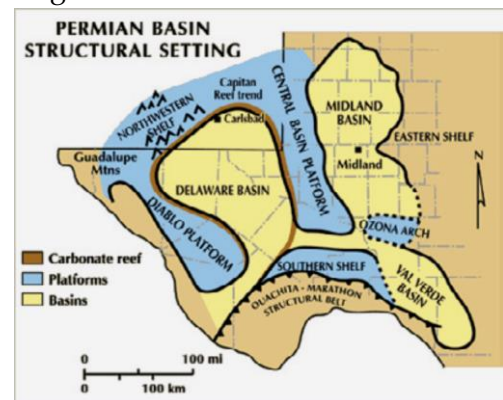 PERMIAN BASIN
STRUCTURAL SETTING
NORTHWESTERN
SHELF
Capitan
Reef trend
Carlsbad
CENTRAL BASIN PLATFORM
MIDLAND
BASIN
EASTERN SHELF
Midland
Guadalupe
Mtns
DELAWARE BASIN
DIABLO PLATFORM
N
OZONA ARCH
Carbonate reef
Platforms
Basins
SOUTHERN SHELF
VAL VERDE
BASIN
OUACHITA - MARATHON
STRUCTURAL BELT
0 100 mi
0 100 km